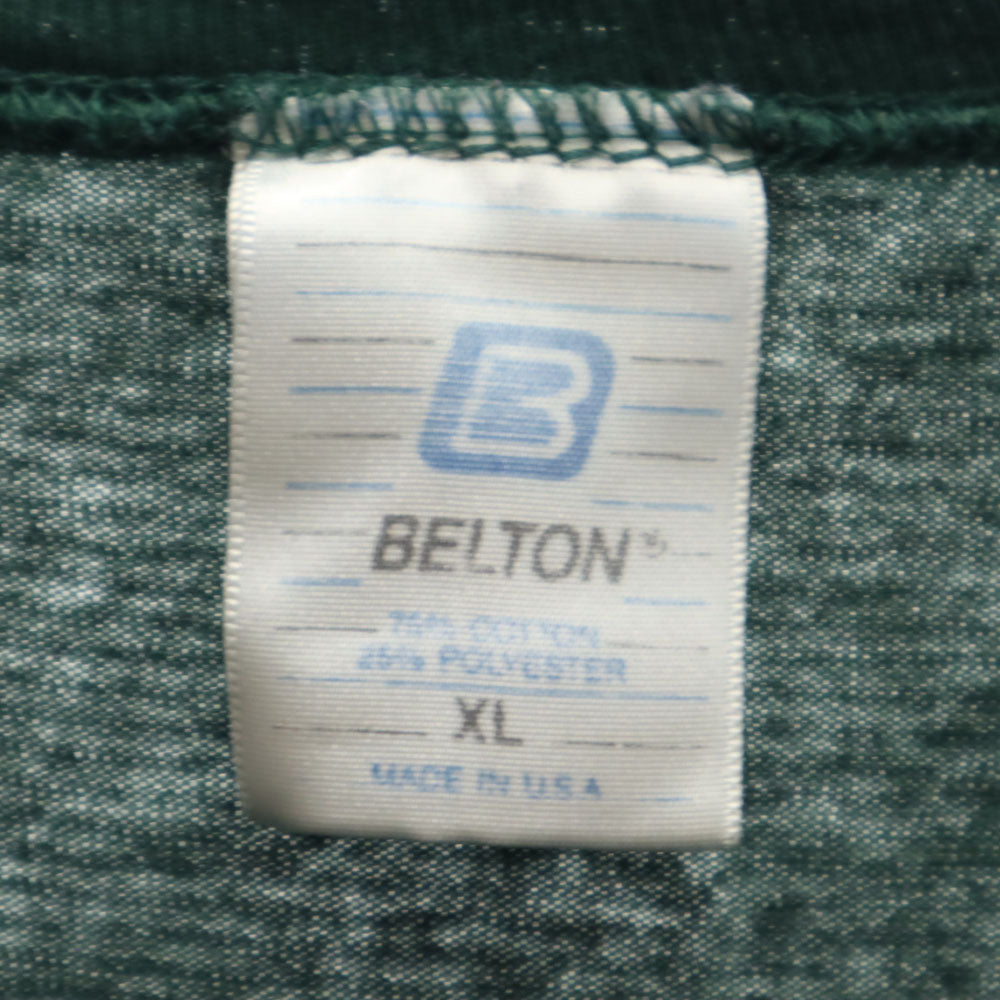 B
BELTON
75% COTTON
25% POLYESTER
XL
MADE IN U.S.A